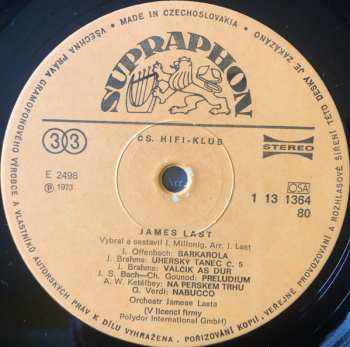 MADE IN CZECHOSLOVAKIA • VŠECHNA PRÁVA GRAMOFONOVÉHO VÝROBCE A VLASTNÍKŮ AUTORSKÝCH PRÁV K DÍLU VYHRAZENA. POŘIZOVÁNÍ KOPIÍ, VEREJNÉ PROVOZOVÁNÍ A ROZHLASOVÉ ŠÍŘENÍ TÉTO DESKY JE ZAKÁZÁNO
SUPRAPHON
ČS. HIFI-KLUB
33
STEREO
E 2498
Ⓟ 1973
OSA
1 13 1364
80
JAMES LAST
Vybral a sestavil J. Millonig. Arr. J. Last
J. Offenbach: BARKAROLA
J. Brahms: UHERSKÝ TANEC Č. 5
J. Brahms: VALČÍK AS DUR
J. S. Bach—Ch. Gounod: PRELUDIUM
A. W. Ketèlbey: NA PERSKÉM TRHU
G. Verdi: NABUCCO
Orchestr Jamese Lasta
(V licenci firmy
Polydor International GmbH)